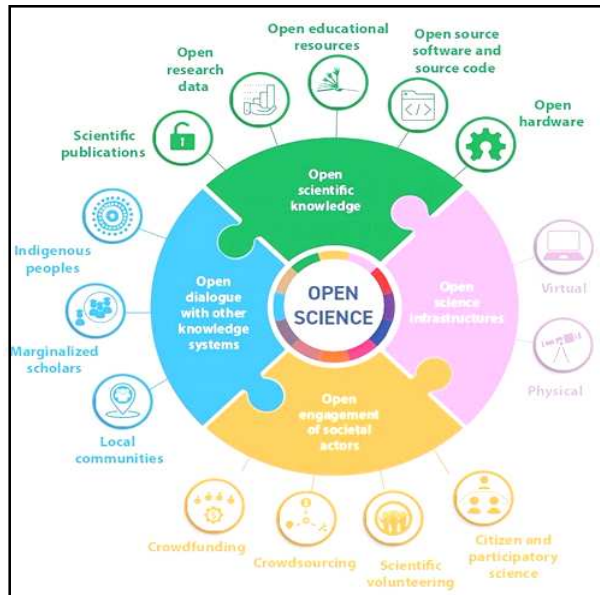 Open educational
resources
Open source
software and
source code
Open
research
data
Open
hardware
Scientific
publications
Open
scientific
knowledge
Indigenous
peoples
Open
dialogue
with other
knowledge
systems
OPEN
SCIENCE
Open
science
infrastructures
Virtual
Marginalized
scholars
Physical
Local
communities
Open
engagement
of societal
actors
Crowdfunding
Crowdsourcing
Scientific
volunteering
Citizen and
participatory
science